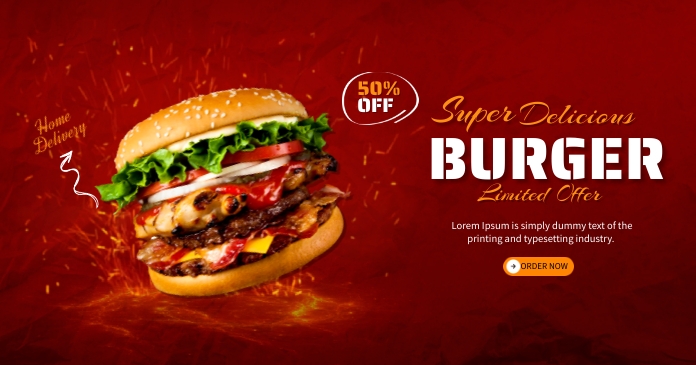 Home
Delivery
50%
OFF
Super Delicious
BURGER
Limited Offer
Lorem Ipsum is simply dummy text of the
printing and typesetting industry.
ORDER NOW